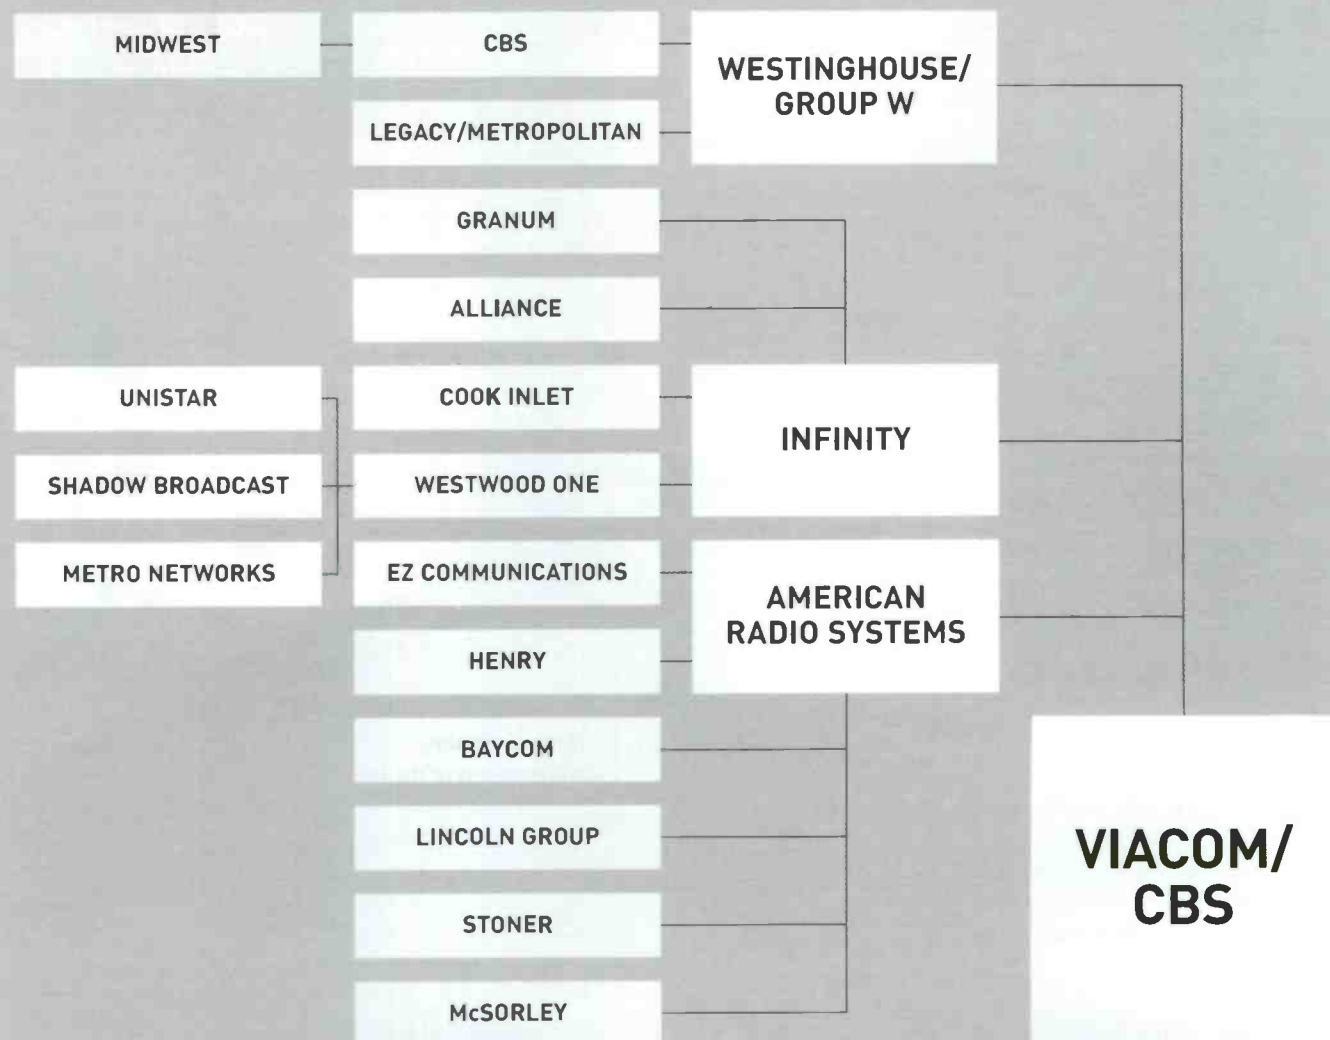 MIDWEST
CBS
WESTINGHOUSE/
GROUP W
LEGACY/METROPOLITAN
GRANUM
ALLIANCE
UNISTAR
COOK INLET
INFINITY
SHADOW BROADCAST
WESTWOOD ONE
METRO NETWORKS
EZ COMMUNICATIONS
AMERICAN
RADIO SYSTEMS
HENRY
BAYCOM
LINCOLN GROUP
STONER
McSORLEY
VIACOM/
CBS